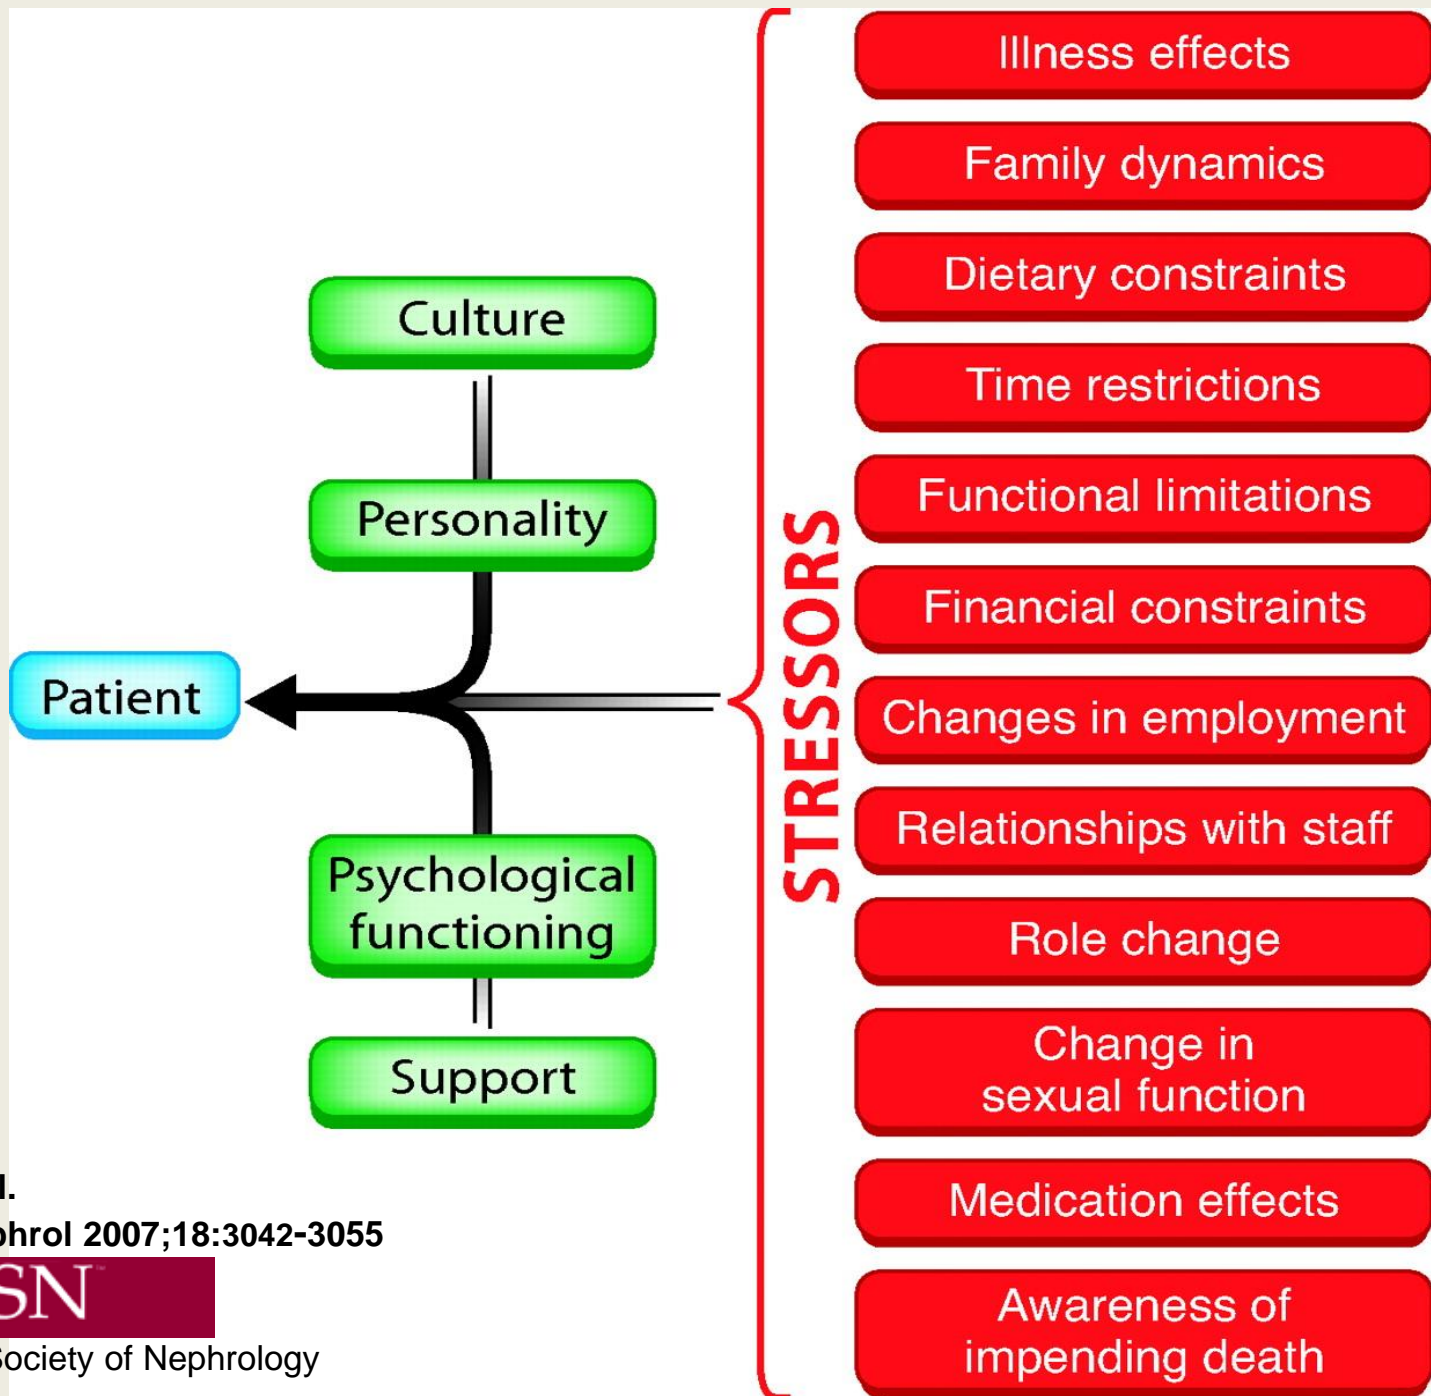 Illness effects
Family dynamics
Dietary constraints
Time restrictions
Functional limitations
Financial constraints
Changes in employment
Relationships with staff
Role change
Change in
sexual function
Medication effects
Awareness of
impending death
STRESSORS
Culture
Personality
Patient
Psychological
functioning
Support
2007;18:3042-3055
SN
Society of Nephrology